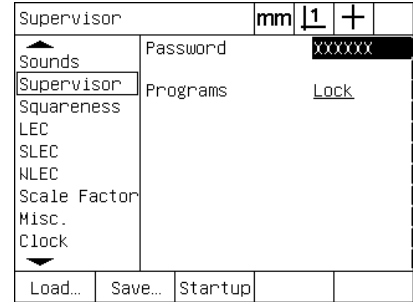 Supervisor mm 1
Sounds
Supervisor
Squareness
LEC
SLEC
NLEC
Scale Factor
Misc.
Clock
Password XXXXXX
Programs Lock
Load... Save... Startup